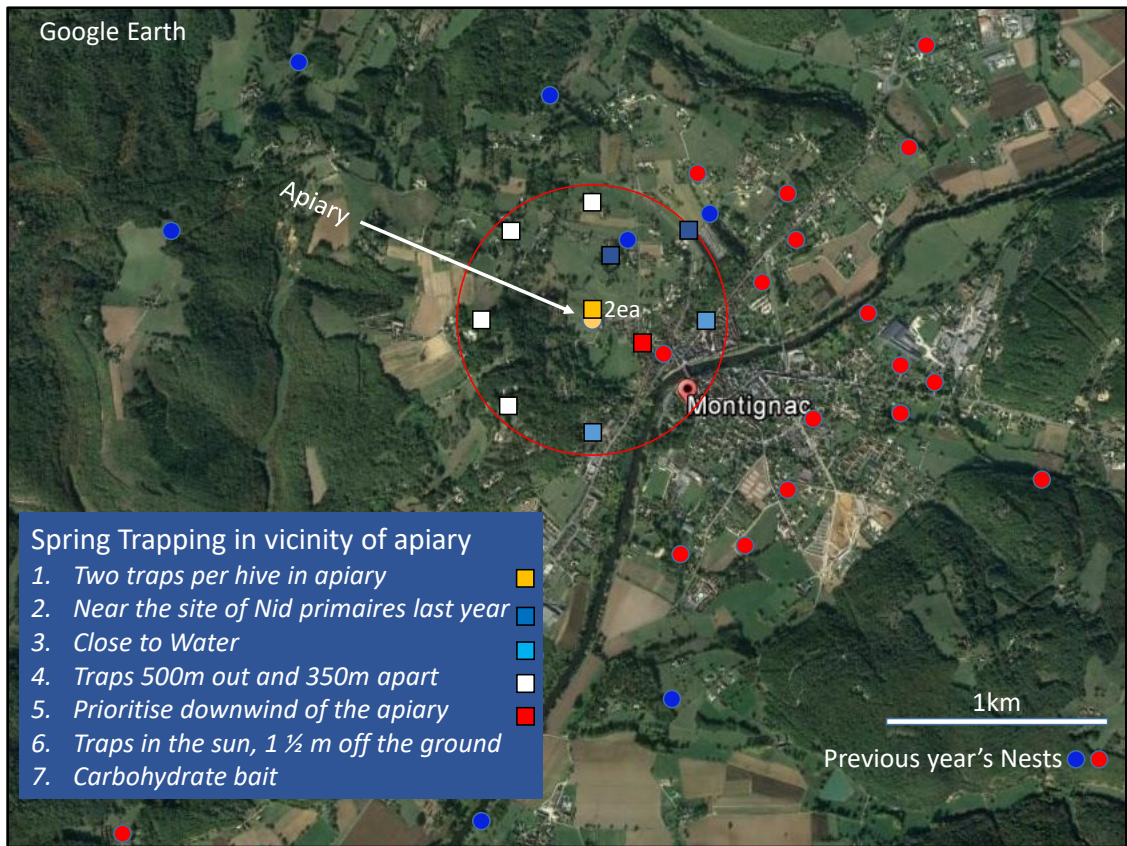 Google Earth
Apiary
2ea
Montignac
Spring Trapping in vicinity of apiary
1. Two traps per hive in apiary
2. Near the site of Nid primaires last year
3. Close to Water
4. Traps 500m out and 350m apart
5. Prioritise downwind of the apiary
6. Traps in the sun, 1 ½ m off the ground
7. Carbohydrate bait
1km
Previous year's Nests